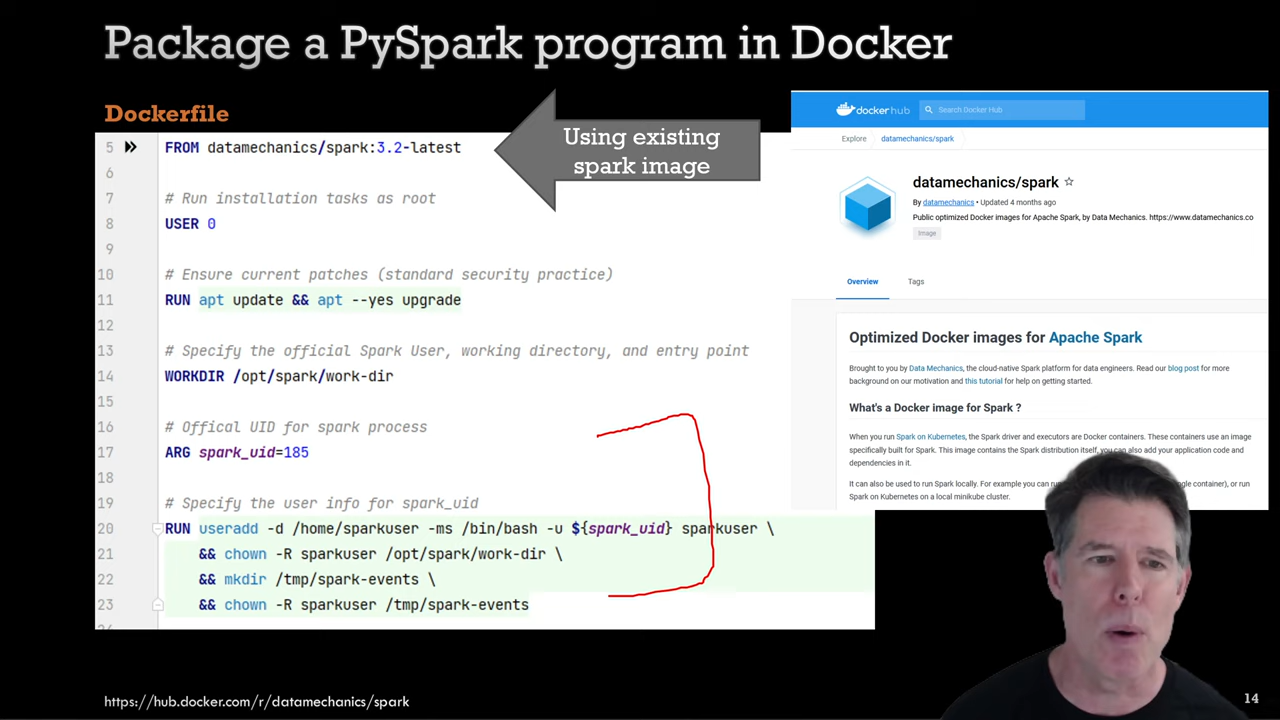 Package a PySpark program in Docker
Dockerfile
5 FROM datamechanics/spark:3.2-latest
6
7 # Run installation tasks as root
8 USER 0
9
10 # Ensure current patches (standard security practice)
11 RUN apt update && apt --yes upgrade
12
13 # Specify the official Spark User, working directory, and entry point
14 WORKDIR /opt/spark/work-dir
15
16 # Offical UID for spark process
17 ARG spark_uid=185
18
19 # Specify the user info for spark_uid
20 RUN useradd -d /home/sparkuser -ms /bin/bash -u ${spark_uid} sparkuser \
21 && chown -R sparkuser /opt/spark/work-dir \
22 && mkdir /tmp/spark-events \
23 && chown -R sparkuser /tmp/spark-events
Using existing
spark image
docker hub
Search Docker Hub
Explore
datamechanics/spark
datamechanics/spark
By datamechanics • Updated 4 months ago
Public optimized Docker images for Apache Spark, by Data Mechanics. https://www.datamechanics.co
Image
Overview
Tags
Optimized Docker images for Apache Spark
Brought to you by Data Mechanics, the cloud-native Spark platform for data engineers. Read our blog post for more
background on our motivation and this tutorial for help on getting started.
What's a Docker image for Spark ?
When you run Spark on Kubernetes, the Spark driver and executors are Docker containers. These containers use an image
specifically built for Spark. This image contains the Spark distribution itself, you can also add your application code and
dependencies in it.
It can also be used to run Spark locally. For example you can run container), or run
Spark on Kubernetes on a local minikube cluster.
https://hub.docker.com/r/datamechanics/spark
14